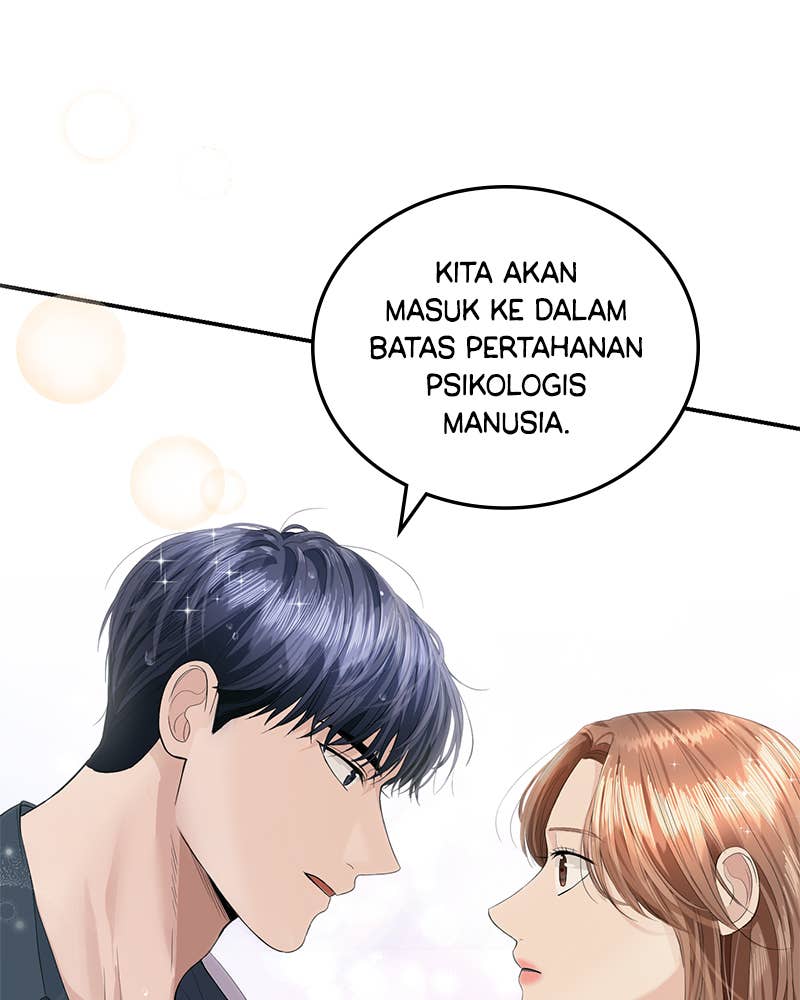 KITA AKAN
MASUK KE DALAM
BATAS PERTAHANAN
PSIKOLOGIS
MANUSIA.